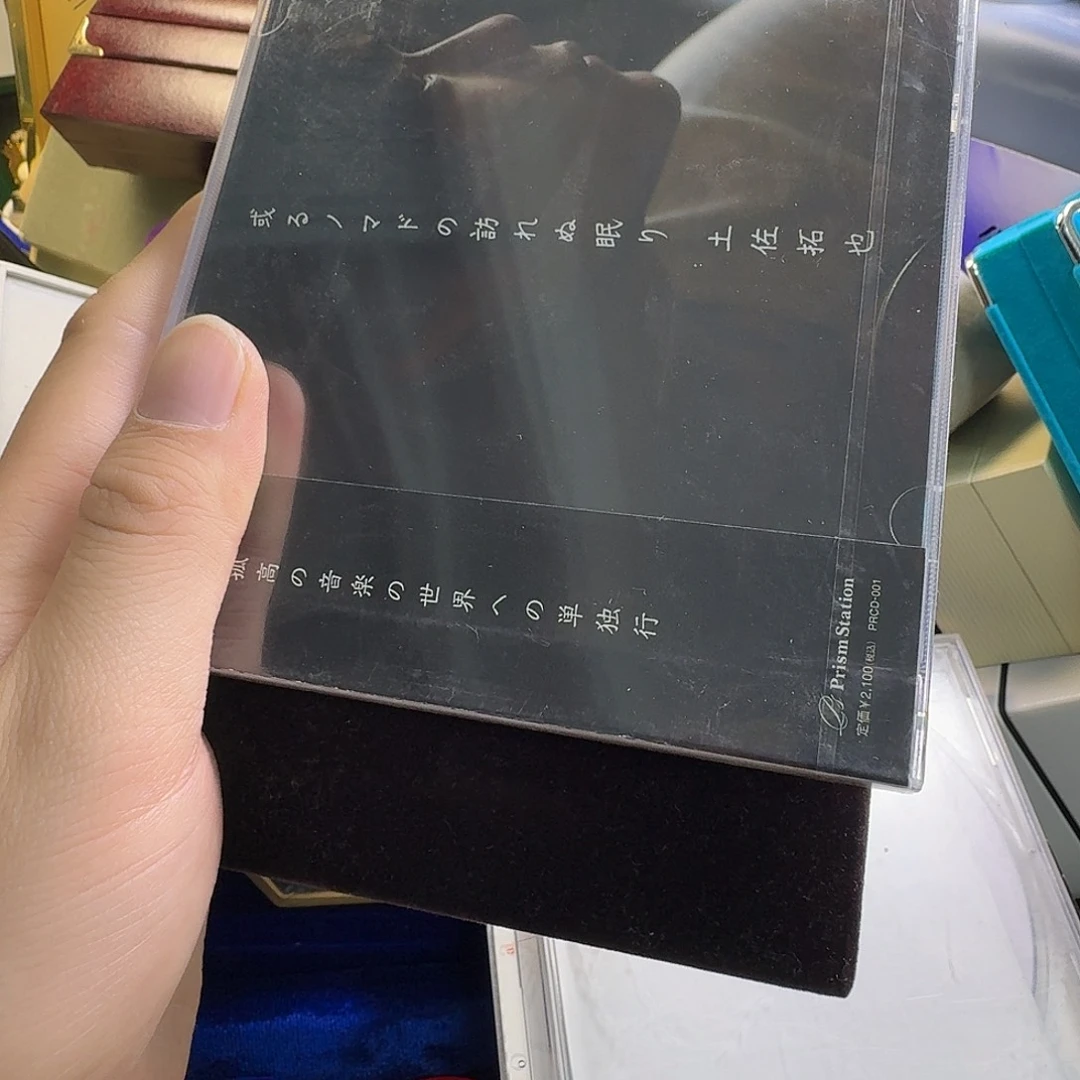 或るノマドの訪れぬ眠り 土佐拓也
孤高の音楽の世界への単独行
Prism Station
定価¥2,100(税込) PRCD-001